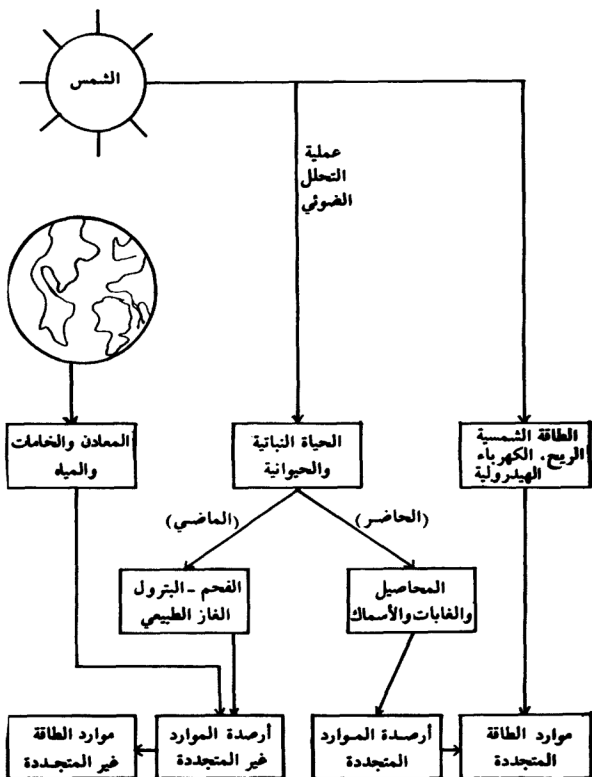 الشمس
عملية
التحلل
الضوئي
المعادن والخامات
والمياه
الحياة النباتية
والحيوانية
الطاقة الشمسية
الريح، الكهرباء
الهيدرولية
(الماضي)
(الحاضر)
الفحم - البترول
الغاز الطبيعي
المحاصيل
والغابات والأسماك
موارد الطاقة
غير المتجددة
أرصدة الموارد
غير المتجددة
أرصدة الموارد
المتجددة
موارد الطاقة
المتجددة